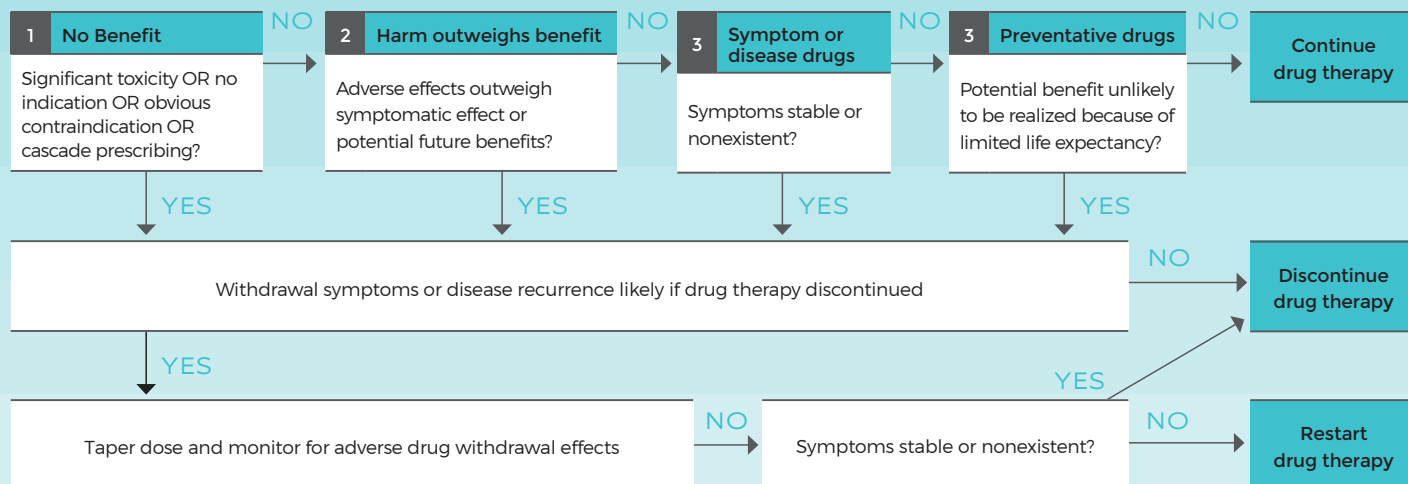 NO
NO
NO
NO
1 No Benefit
2 Harm outweighs benefit
3 Symptom or
disease drugs
3 Preventative drugs
Continue
drug therapy
Significant toxicity OR no
indication OR obvious
contraindication OR
cascade prescribing?
Adverse effects outweigh
symptomatic effect or
potential future benefits?
Symptoms stable or
nonexistent?
Potential benefit unlikely
to be realized because of
limited life expectancy?
YES
YES
YES
YES
Withdrawal symptoms or disease recurrence likely if drug therapy discontinued
NO
Discontinue
drug therapy
YES
YES
Taper dose and monitor for adverse drug withdrawal effects
NO
Symptoms stable or nonexistent?
NO
Restart
drug therapy